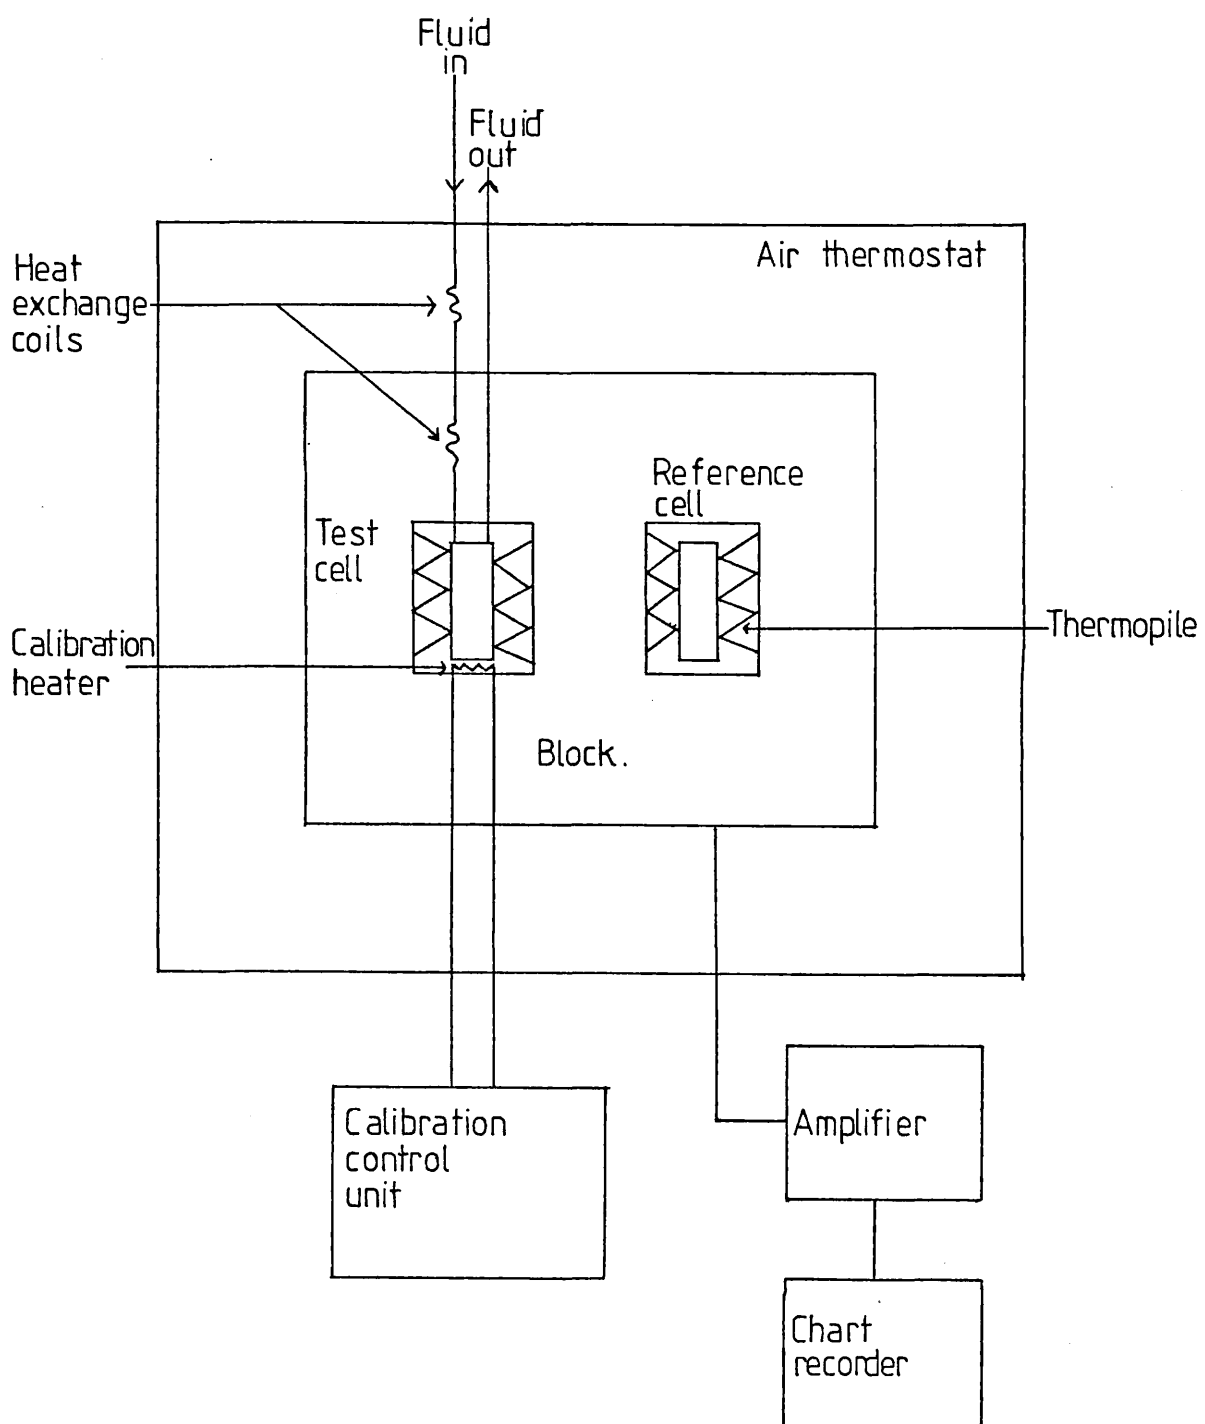 Fluid
in
Fluid
out
Air thermostat
Heat
exchange
coils
Reference
cell
Test
cell
Thermopile
Calibration
heater
Block.
Calibration
control
unit
Amplifier
Chart
recorder